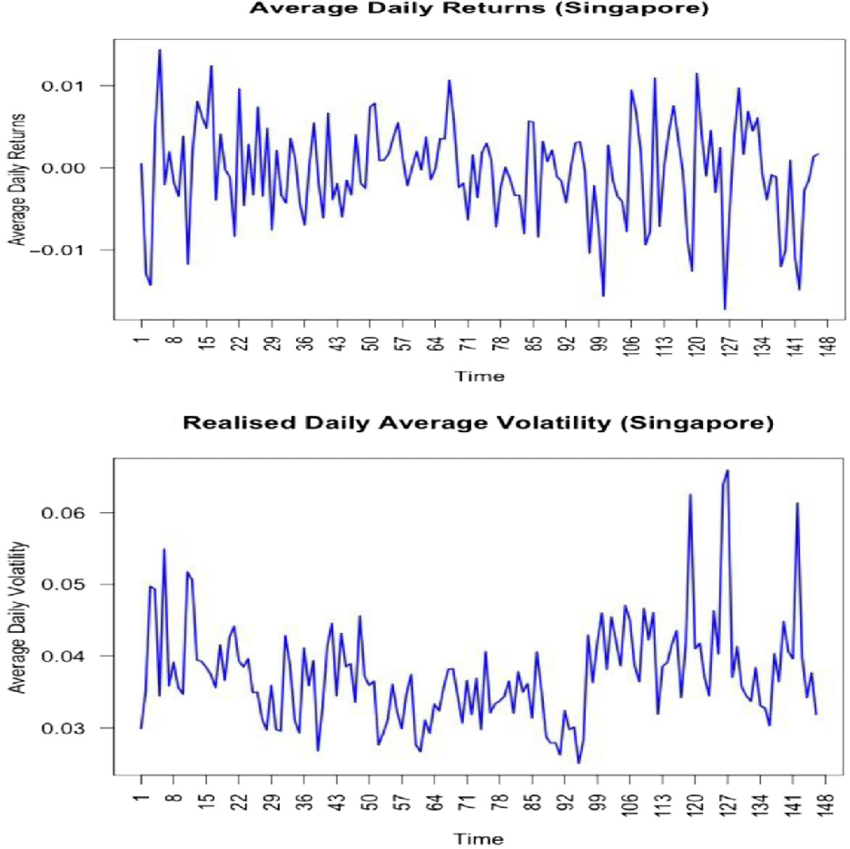 Average Daily Returns (Singapore)
Average Daily Returns
0.01
0.00
−0.01
1 8 15 22 29 36 43 50 57 64 71 78 85 92 99 106 113 120 127 134 141 148
Time
Realised Daily Average Volatility (Singapore)
Average Daily Volatility
0.06
0.05
0.04
0.03
1 8 15 22 29 36 43 50 57 64 71 78 85 92 99 106 113 120 127 134 141 148
Time